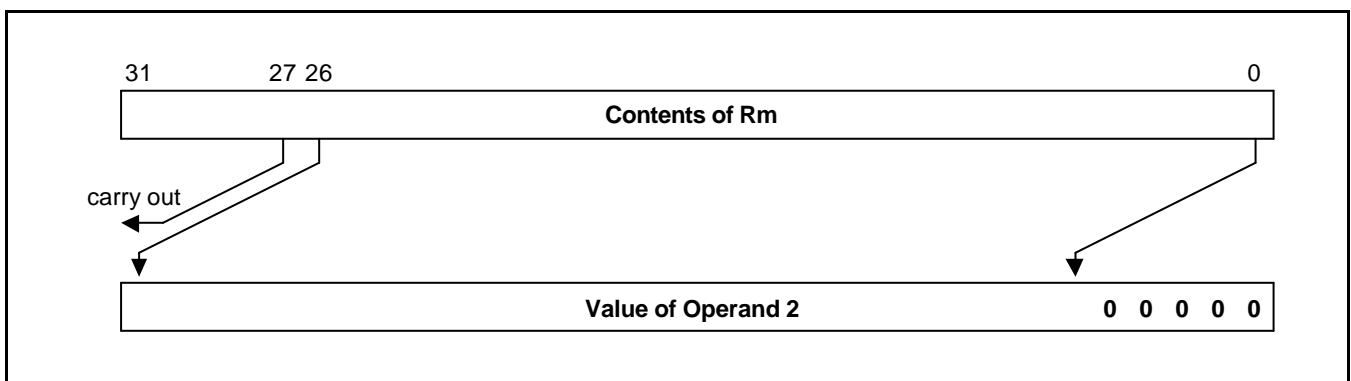 31 27 26 0
Contents of Rm
carry out
Value of Operand 2 0 0 0 0 0